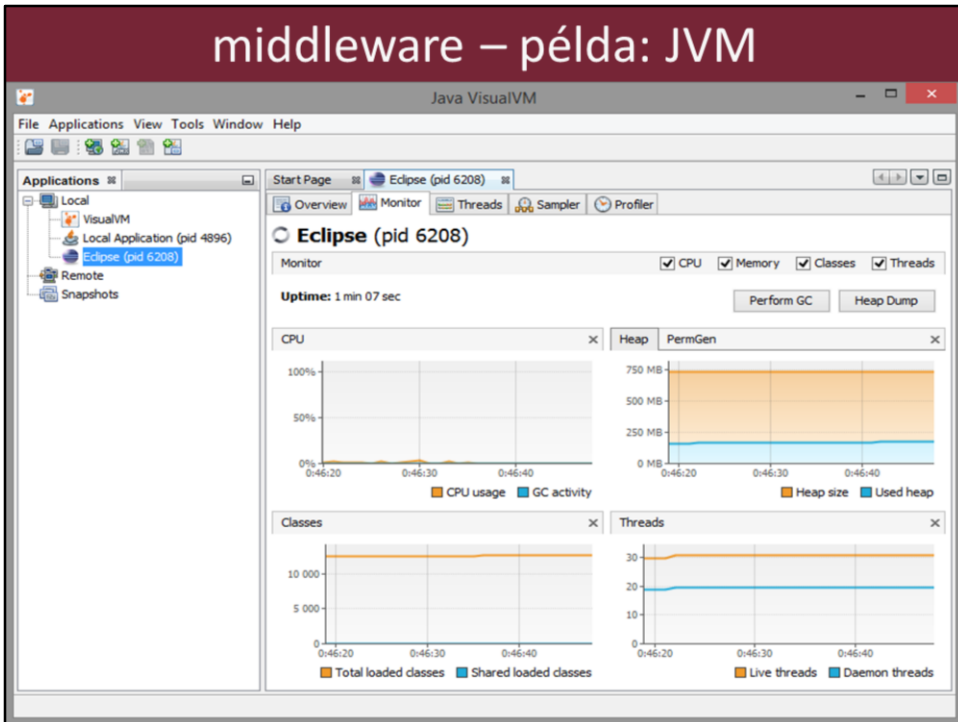 middleware – példa: JVM
Java VisualVM
File Applications View Tools Window Help
Applications
Local
VisualVM
Local Application (pid 4896)
Eclipse (pid 6208)
Remote
Snapshots
Start Page Eclipse (pid 6208)
Overview Monitor Threads Sampler Profiler
Eclipse (pid 6208)
Monitor CPU Memory Classes Threads
Uptime: 1 min 07 sec Perform GC Heap Dump
CPU
100%
50%
0%
0:46:20 0:46:30 0:46:40
CPU usage GC activity
Heap PermGen
750 MB
500 MB
250 MB
0 MB
0:46:20 0:46:30 0:46:40
Heap size Used heap
Classes
10 000
5 000
0
0:46:20 0:46:30 0:46:40
Total loaded classes Shared loaded classes
Threads
30
20
10
0
0:46:20 0:46:30 0:46:40
Live threads Daemon threads